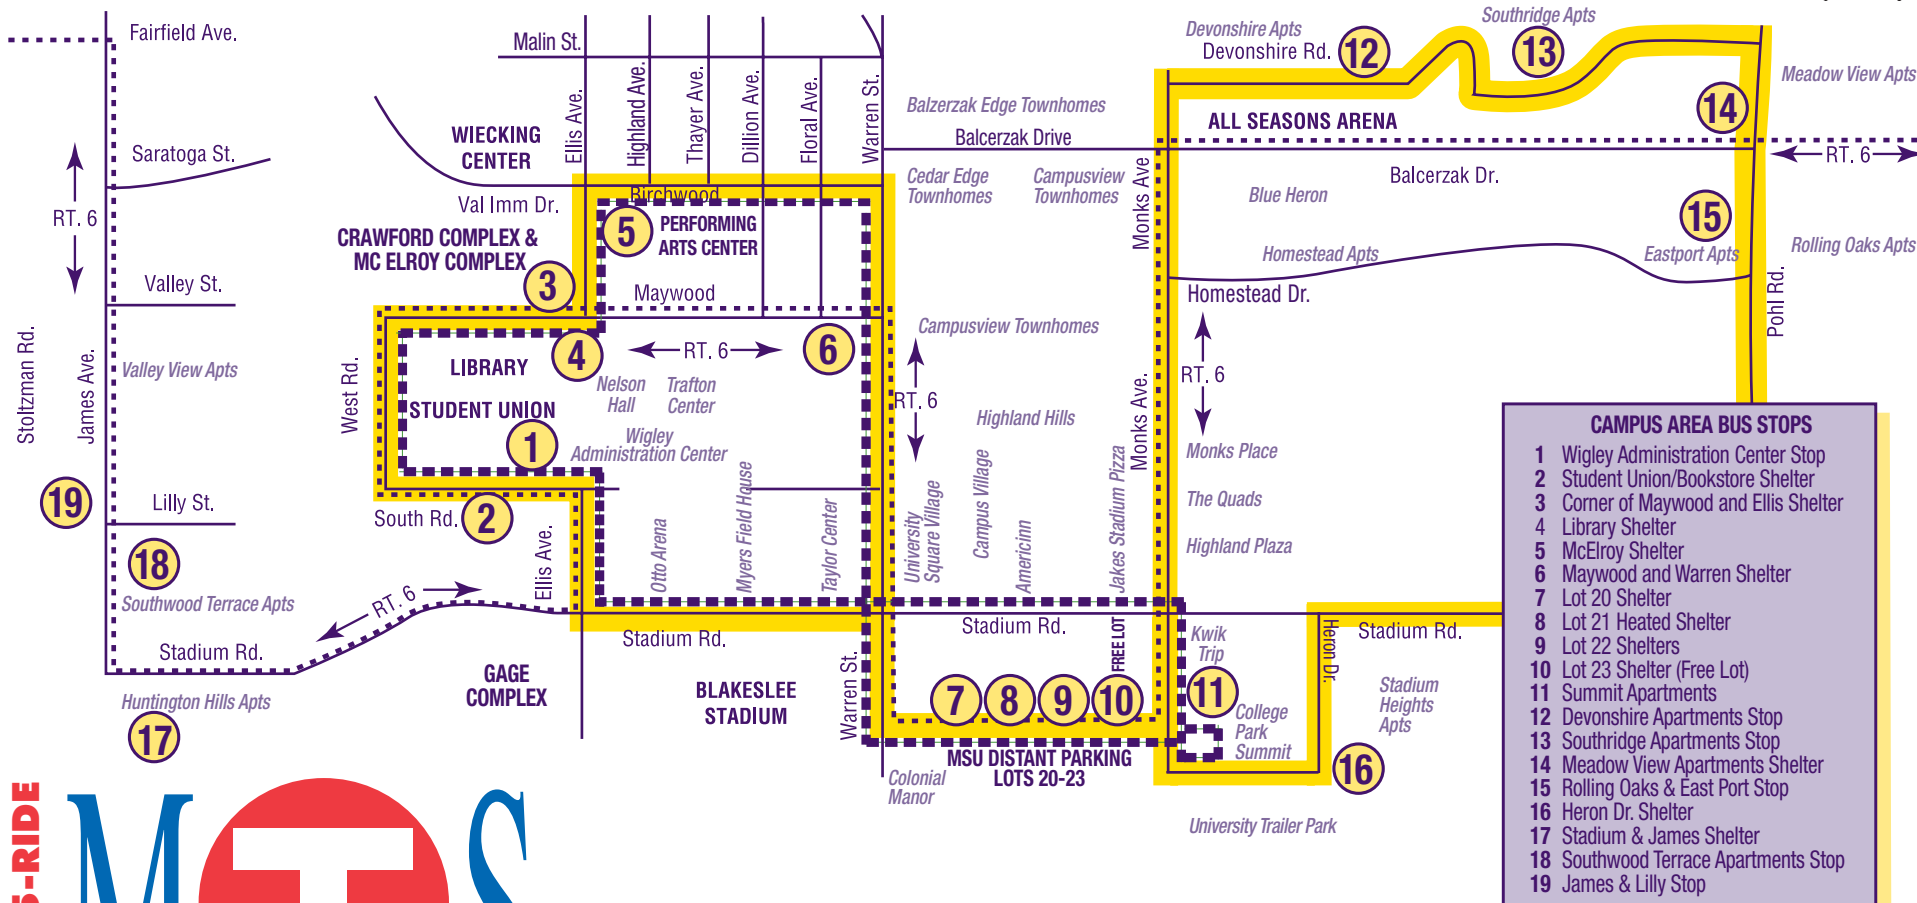 Fairfield Ave.
Malin St.
Devonshire Apts
Southridge Apts
Devonshire Rd.
12
13
Meadow View Apts
Ellis Ave.
Highland Ave.
Thayer Ave.
Dillion Ave.
Floral Ave.
Warren St.
Balzerzak Edge Townhomes
14
ALL SEASONS ARENA
WIECKING
CENTER
Balcerzak Drive
Saratoga St.
RT. 6
Balcerzak Dr.
Cedar Edge
Townhomes
Campusview
Townhomes
Monks Ave
Blue Heron
Birchwood
Val Imm Dr.
RT. 6
5
PERFORMING
ARTS CENTER
15
CRAWFORD COMPLEX &
MC ELROY COMPLEX
Homestead Apts
Eastport Apts
Rolling Oaks Apts
Valley St.
3
Maywood
Homestead Dr.
Pohl Rd.
Campusview Townhomes
Stoltzman Rd.
James Ave.
Valley View Apts
West Rd.
LIBRARY
4
RT. 6
6
RT. 6
Nelson
Hall
Trafton
Center
RT. 6
STUDENT UNION
1
Wigley
Administration Center
Highland Hills
Monks Ave.
Monks Place
The Quads
Highland Plaza
19
Lilly St.
South Rd.
2
18
Southwood Terrace Apts
Ellis Ave.
Otto Arena
Myers Field House
Taylor Center
University
Square Village
Campus Village
Americinn
Jakes Stadium Pizza
RT. 6
Stadium Rd.
Stadium Rd.
Stadium Rd.
Stadium Rd.
FREE LOT
Kwik
Trip
Heron Dr.
Huntington Hills Apts
17
GAGE
COMPLEX
BLAKESLEE
STADIUM
Warren St.
7
8
9
10
11
College
Park
Summit
Stadium
Heights
Apts
16
MSU DISTANT PARKING
LOTS 20-23
Colonial
Manor
University Trailer Park
CAMPUS AREA BUS STOPS
1 Wigley Administration Center Stop
2 Student Union/Bookstore Shelter
3 Corner of Maywood and Ellis Shelter
4 Library Shelter
5 McElroy Shelter
6 Maywood and Warren Shelter
7 Lot 20 Shelter
8 Lot 21 Heated Shelter
9 Lot 22 Shelters
10 Lot 23 Shelter (Free Lot)
11 Summit Apartments
12 Devonshire Apartments Stop
13 Southridge Apartments Stop
14 Meadow View Apartments Shelter
15 Rolling Oaks & East Port Stop
16 Heron Dr. Shelter
17 Stadium & James Shelter
18 Southwood Terrace Apartments Stop
19 James & Lilly Stop
-RIDE
M T S